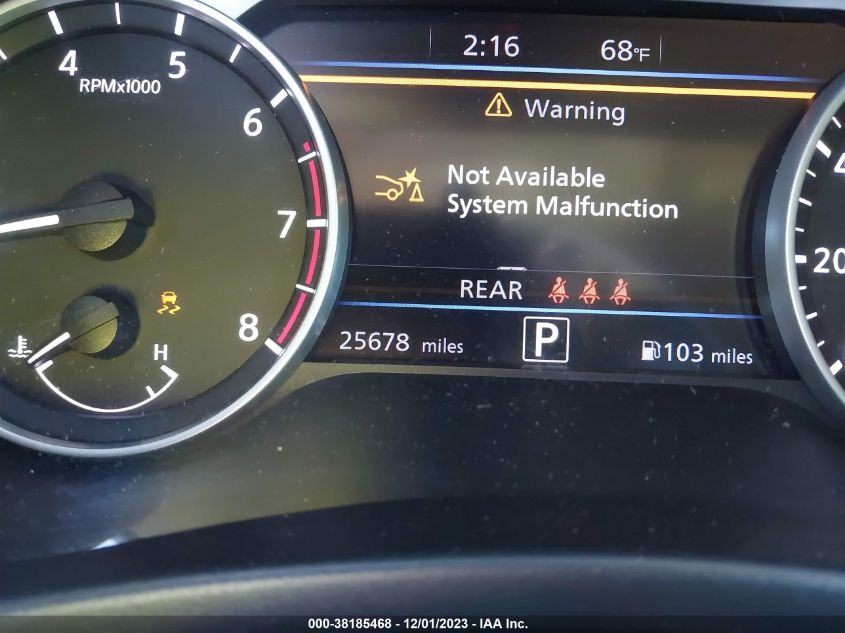 2:16 68°F
4 5
RPMx1000
Warning
6
Not Available
System Malfunction
7
20
REAR
8
H
25678 miles
P
103 miles
000-38185468 - 12/01/2023 - IAA Inc.